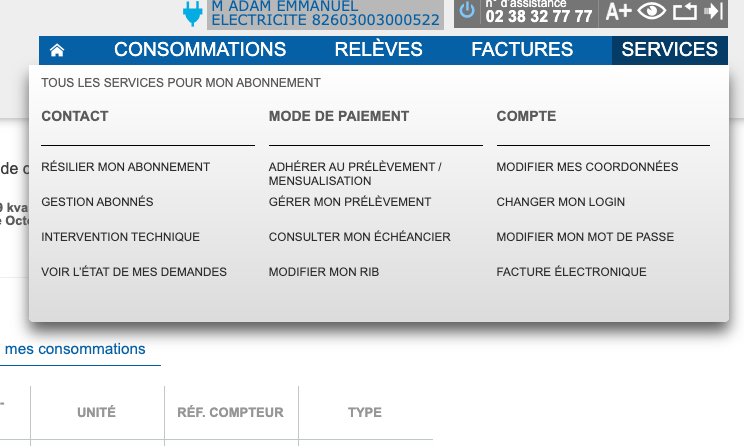 M ADAM EMMANUEL
ELECTRICITE 82603003000522
n° d'assistance
02 38 32 77 77
A+
CONSOMMATIONS
RELÈVES
FACTURES
SERVICES
TOUS LES SERVICES POUR MON ABONNEMENT
CONTACT
RÉSILIER MON ABONNEMENT
GESTION ABONNÉS
INTERVENTION TECHNIQUE
VOIR L'ÉTAT DE MES DEMANDES
MODE DE PAIEMENT
ADHÉRER AU PRÉLÈVEMENT /
MENSUALISATION
GÉRER MON PRÉLÈVEMENT
CONSULTER MON ÉCHÉANCIER
MODIFIER MON RIB
COMPTE
MODIFIER MES COORDONNÉES
CHANGER MON LOGIN
MODIFIER MON MOT DE PASSE
FACTURE ÉLECTRONIQUE
de
9 kva
e Octo
mes consommations
UNITÉ
RÉF. COMPTEUR
TYPE